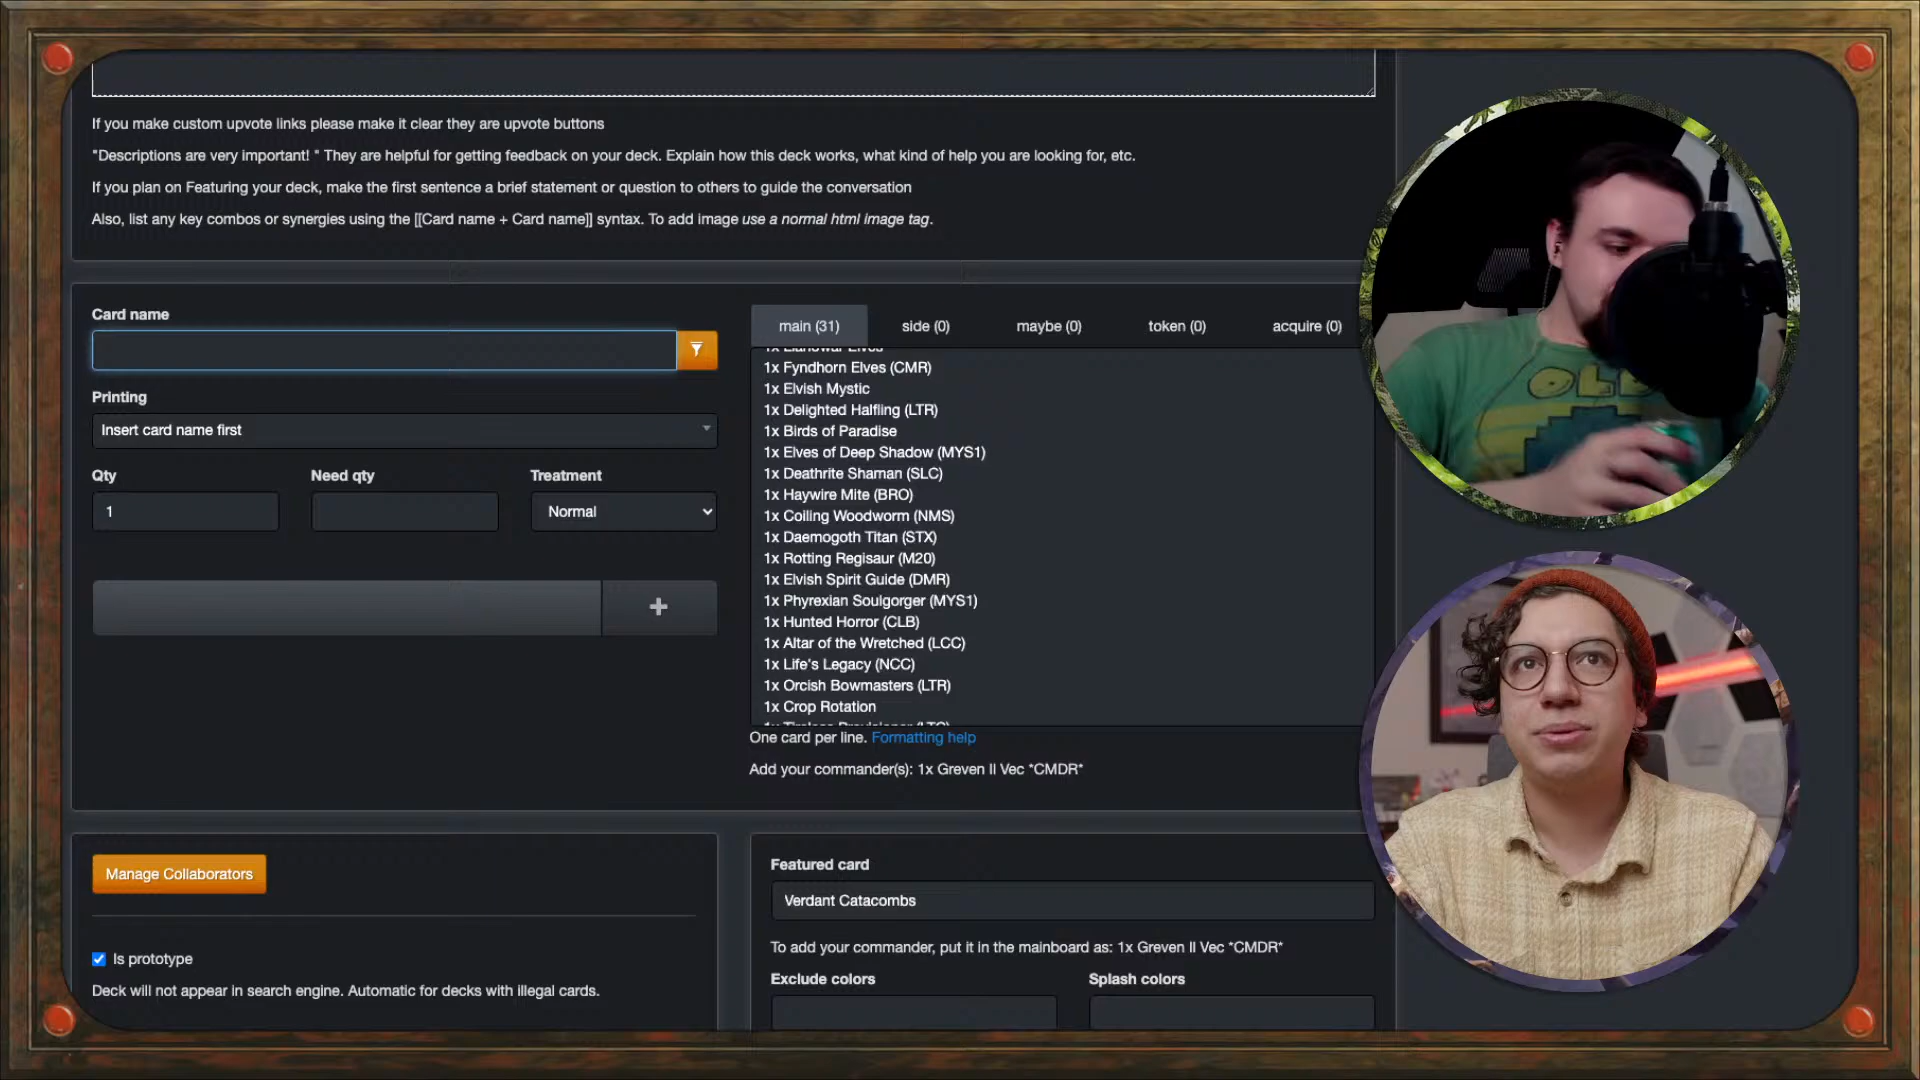 If you make custom upvote links please make it clear they are upvote buttons
"Descriptions are very important! " They are helpful for getting feedback on your deck. Explain how this deck works, what kind of help you are looking for, etc.
If you plan on Featuring your deck, make the first sentence a brief statement or question to others to guide the conversation
Also, list any key combos or synergies using the [[Card name + Card name]] syntax. To add image use a normal html image tag.
Card name
Printing
Insert card name first
Qty
Need qty
Treatment
1
Normal
+
main (31)
side (0)
maybe (0)
token (0)
acquire (0)
1x Llanowar Elves
1x Fyndhorn Elves (CMR)
1x Elvish Mystic
1x Delighted Halfling (LTR)
1x Birds of Paradise
1x Elves of Deep Shadow (MYS1)
1x Deathrite Shaman (SLC)
1x Haywire Mite (BRO)
1x Coiling Woodworm (NMS)
1x Daemogoth Titan (STX)
1x Rotting Regisaur (M20)
1x Elvish Spirit Guide (DMR)
1x Phyrexian Soulgorger (MYS1)
1x Hunted Horror (CLB)
1x Altar of the Wretched (LCC)
1x Life's Legacy (NCC)
1x Orcish Bowmasters (LTR)
1x Crop Rotation
1x Tireless Provisioner (LTC)
One card per line. Formatting help
Add your commander(s): 1x Greven Il Vec *CMDR*
Manage Collaborators
Is prototype
Deck will not appear in search engine. Automatic for decks with illegal cards.
Featured card
Verdant Catacombs
To add your commander, put it in the mainboard as: 1x Greven Il Vec *CMDR*
Exclude colors
Splash colors
OLD